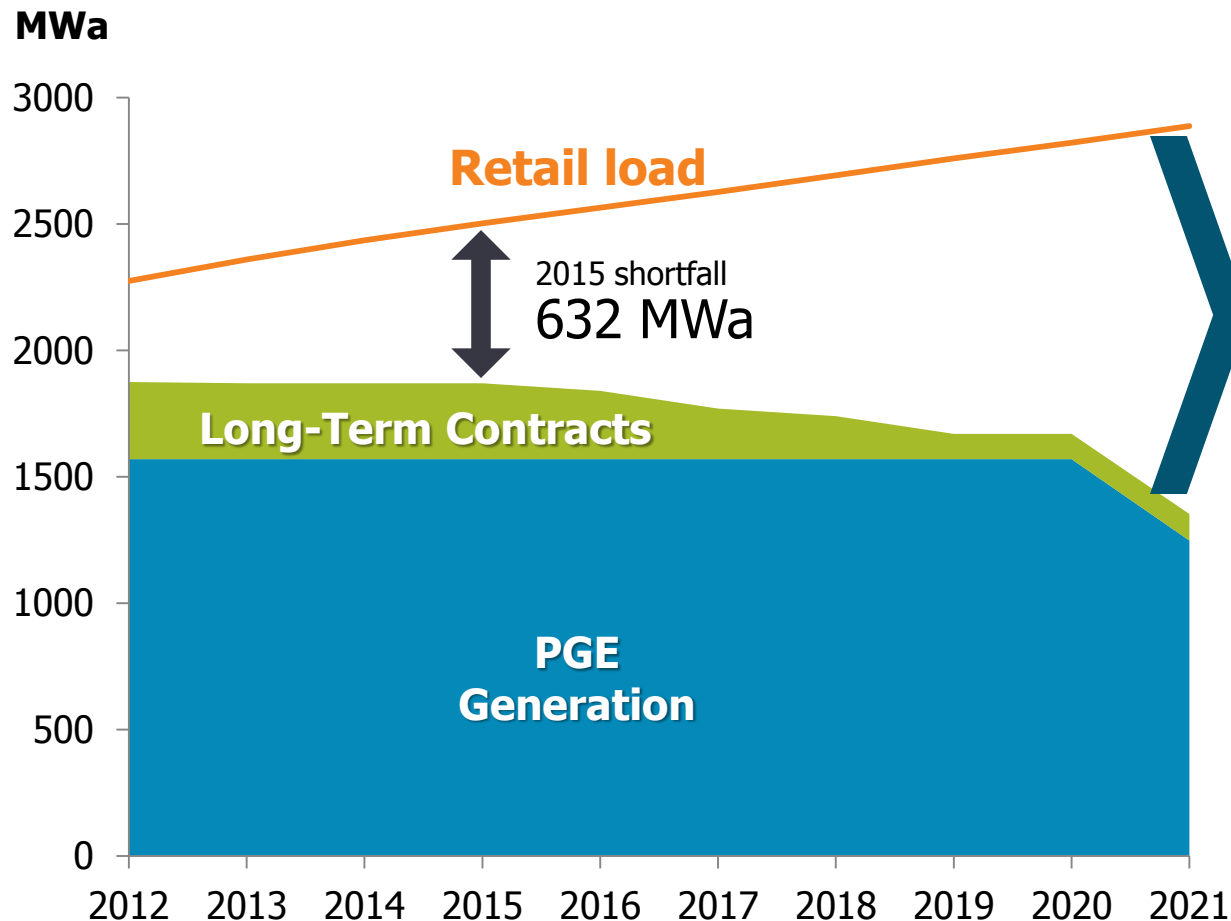 MWa
3000
2500
2000
1500
1000
500
0
Retail load
2015 shortfall
632 MWa
Long-Term Contracts
PGE
Generation
2012 2013 2014 2015 2016 2017 2018 2019 2020 2021